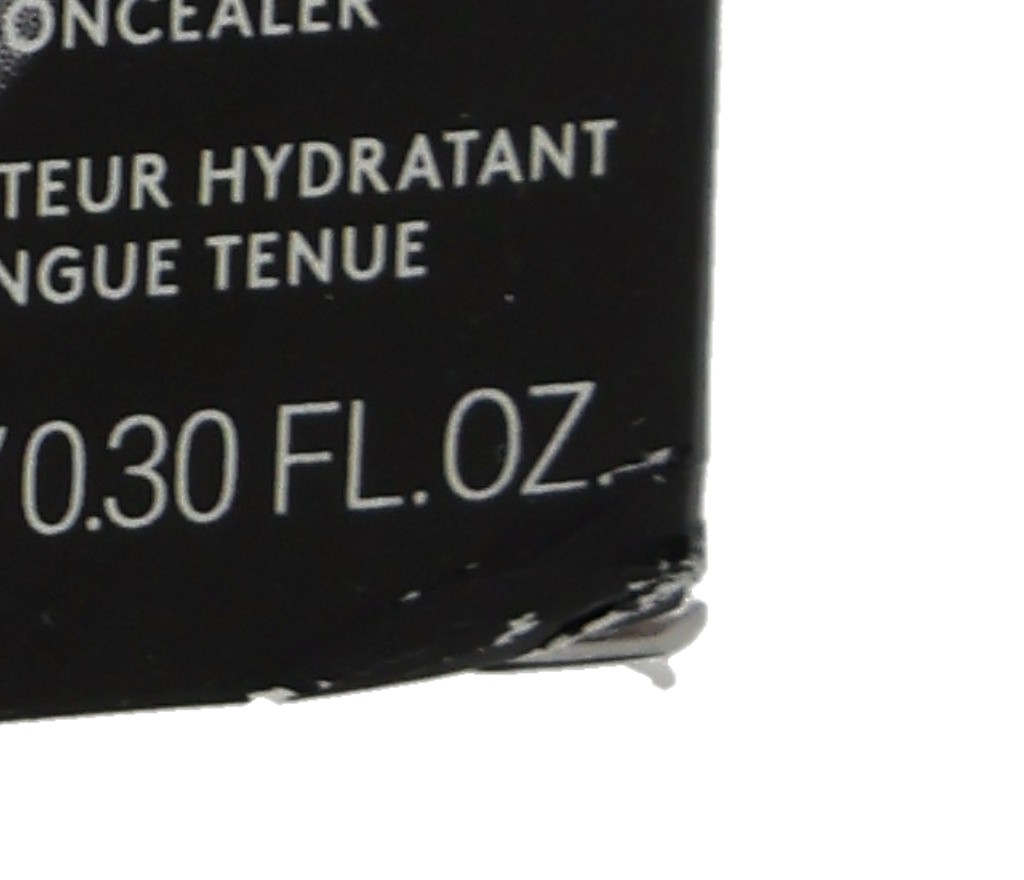 ONCEALER
TEUR HYDRATANT
NGUE TENUE
/0.30 FL. OZ.